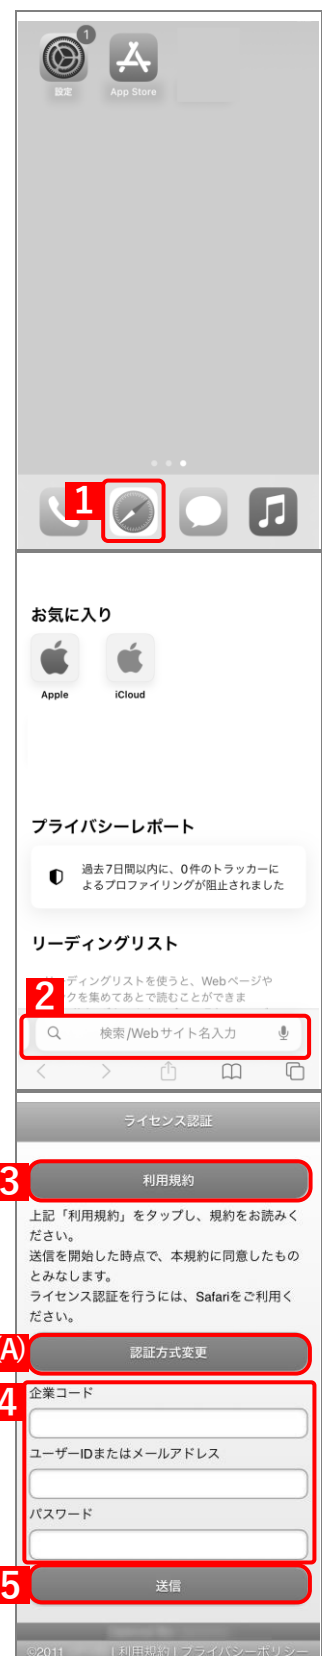 1
設定
App Store
1
お気に入り
Apple
iCloud
プライバシーレポート
過去7日間以内に、0件のトラッカーに
よるプロファイリングが阻止されました
リーディングリスト
ディングリストを使うと、Webページや
クを集めてあとで読むことができま
2
検索/Webサイト名入力
ライセンス認証
3
利用規約
上記「利用規約」をタップし、規約をお読みく
ださい。
送信を開始した時点で、本規約に同意したもの
とみなします。
ライセンス認証を行うには、Safariをご利用く
ださい。
(A)
認証方式変更
4
企業コード
ユーザーIDまたはメールアドレス
パスワード
5
送信
©2011 | 利用規約 | プライバシーポリシー